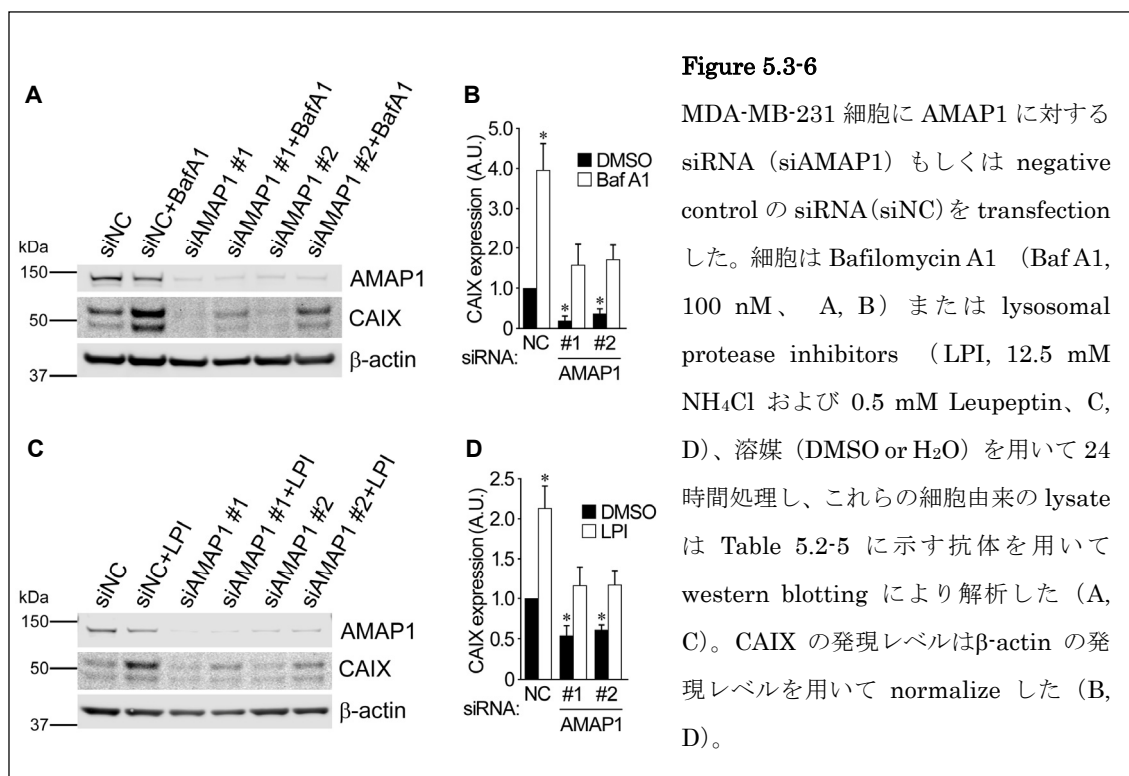 A
siNC
siNC+BafA1
siAMAP1 #1
siAMAP1 #1+BafA1
siAMAP1 #2
siAMAP1 #2+BafA1
kDa
150
50
37
AMAP1
CAIX
β-actin
B
CAIX expression (A.U.)
5.0
4.0
3.0
2.0
1.0
0
*
*
*
DMSO
Baf A1
siRNA:
NC
#1
#2
AMAP1
C
siNC
siNC+LPI
siAMAP1 #1
siAMAP1 #1+LPI
siAMAP1 #2
siAMAP1 #2+LPI
kDa
150
50
37
AMAP1
CAIX
β-actin
D
CAIX expression (A.U.)
2.5
2.0
1.5
1.0
0.5
0
*
*
*
DMSO
LPI
siRNA:
NC
#1
#2
AMAP1
Figure 5.3-6
MDA-MB-231 細胞に AMAP1 に対する
siRNA（siAMAP1）もしくは negative
control の siRNA(siNC)を transfection
した。細胞は Bafilomycin A1 （Baf A1,
100 nM、 A, B）または lysosomal
protease inhibitors （LPI, 12.5 mM
NH₄Cl および 0.5 mM Leupeptin、C,
D）、溶媒（DMSO or H₂O）を用いて 24
時間処理し、これらの細胞由来の lysate
は Table 5.2-5 に示す抗体を用いて
western blotting により解析した（A,
C）。CAIX の発現レベルはβ-actin の発
現レベルを用いて normalize した（B,
D）。